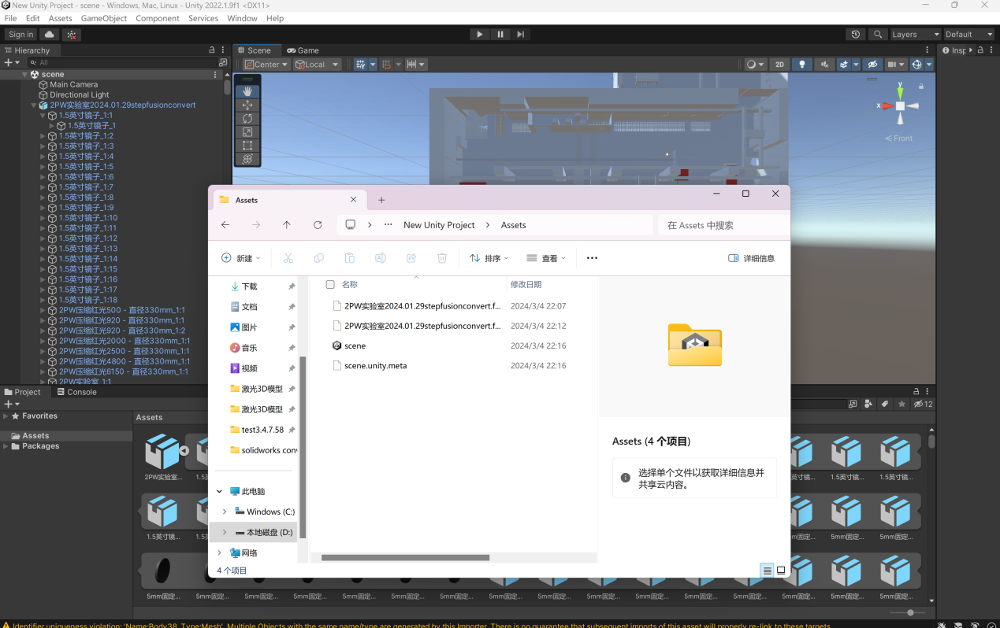 New Unity Project - scene - Windows, Mac, Linux - Unity 2022.1.9f1 <DX11>
File Edit Assets GameObject Component Services Window Help
Sign in
Layers
Default
Hierarchy
Scene
Game
Insp
All
Center
Local
2D
scene
Main Camera
Directional Light
2PW实验室2024.01.29stepfusionconvert
1.5英寸镜子_1:1
1.5英寸镜子_1
1.5英寸镜子_1:2
1.5英寸镜子_1:3
1.5英寸镜子_1:4
1.5英寸镜子_1:5
1.5英寸镜子_1:6
1.5英寸镜子_1:7
1.5英寸镜子_1:8
1.5英寸镜子_1:9
1.5英寸镜子_1:10
1.5英寸镜子_1:11
1.5英寸镜子_1:12
1.5英寸镜子_1:13
1.5英寸镜子_1:14
1.5英寸镜子_1:15
1.5英寸镜子_1:16
1.5英寸镜子_1:17
1.5英寸镜子_1:18
2PW压缩红光500 - 直径330mm_1:1
2PW压缩红光920 - 直径330mm_1:1
2PW压缩红光920 - 直径330mm_1:2
2PW压缩红光2000 - 直径330mm_1:1
2PW压缩红光2500 - 直径330mm_1:1
2PW压缩红光4800 - 直径330mm_1:1
2PW压缩红光6150 - 直径330mm_1:1
2PW实验室_1:1
y
x
Front
Assets
New Unity Project
Assets
在 Assets 中搜索
新建
排序
查看
详细信息
下载
文档
图片
音乐
视频
激光3D模型
激光3D模型
test3.4.7.58
solidworks con
此电脑
Windows (C:)
本地磁盘 (D:)
网络
4 个项目
名称 修改日期
2PW实验室2024.01.29stepfusionconvert.f... 2024/3/4 22:07
2PW实验室2024.01.29stepfusionconvert.f... 2024/3/4 22:12
scene 2024/3/4 22:16
scene.unity.meta 2024/3/4 22:16
Assets (4 个项目)
选择单个文件以获取详细信息并
共享云内容。
Project
Console
12
Favorites
Assets
Packages
Assets
2PW实验室... 1.5英寸镜... 1.5英寸镜...
1.5英寸镜... 5mm固定... 5mm固定...
5mm固定... 5mm固定... 5mm固定... 5mm固定... 5mm固定... 5mm固定... 5mm固定... 5mm固定... 5mm固定... 5mm固定... 5mm固定... 5mm固定... 5mm固定... 5mm固定... 5mm固定... 5mm固定...
Identifier uniqueness violation: 'Name:Body38, Type:Mesh'. Multiple Objects with the same name/type are generated by this Importer. There is no guarantee that subsequent imports of this asset will properly re-link to these targets.